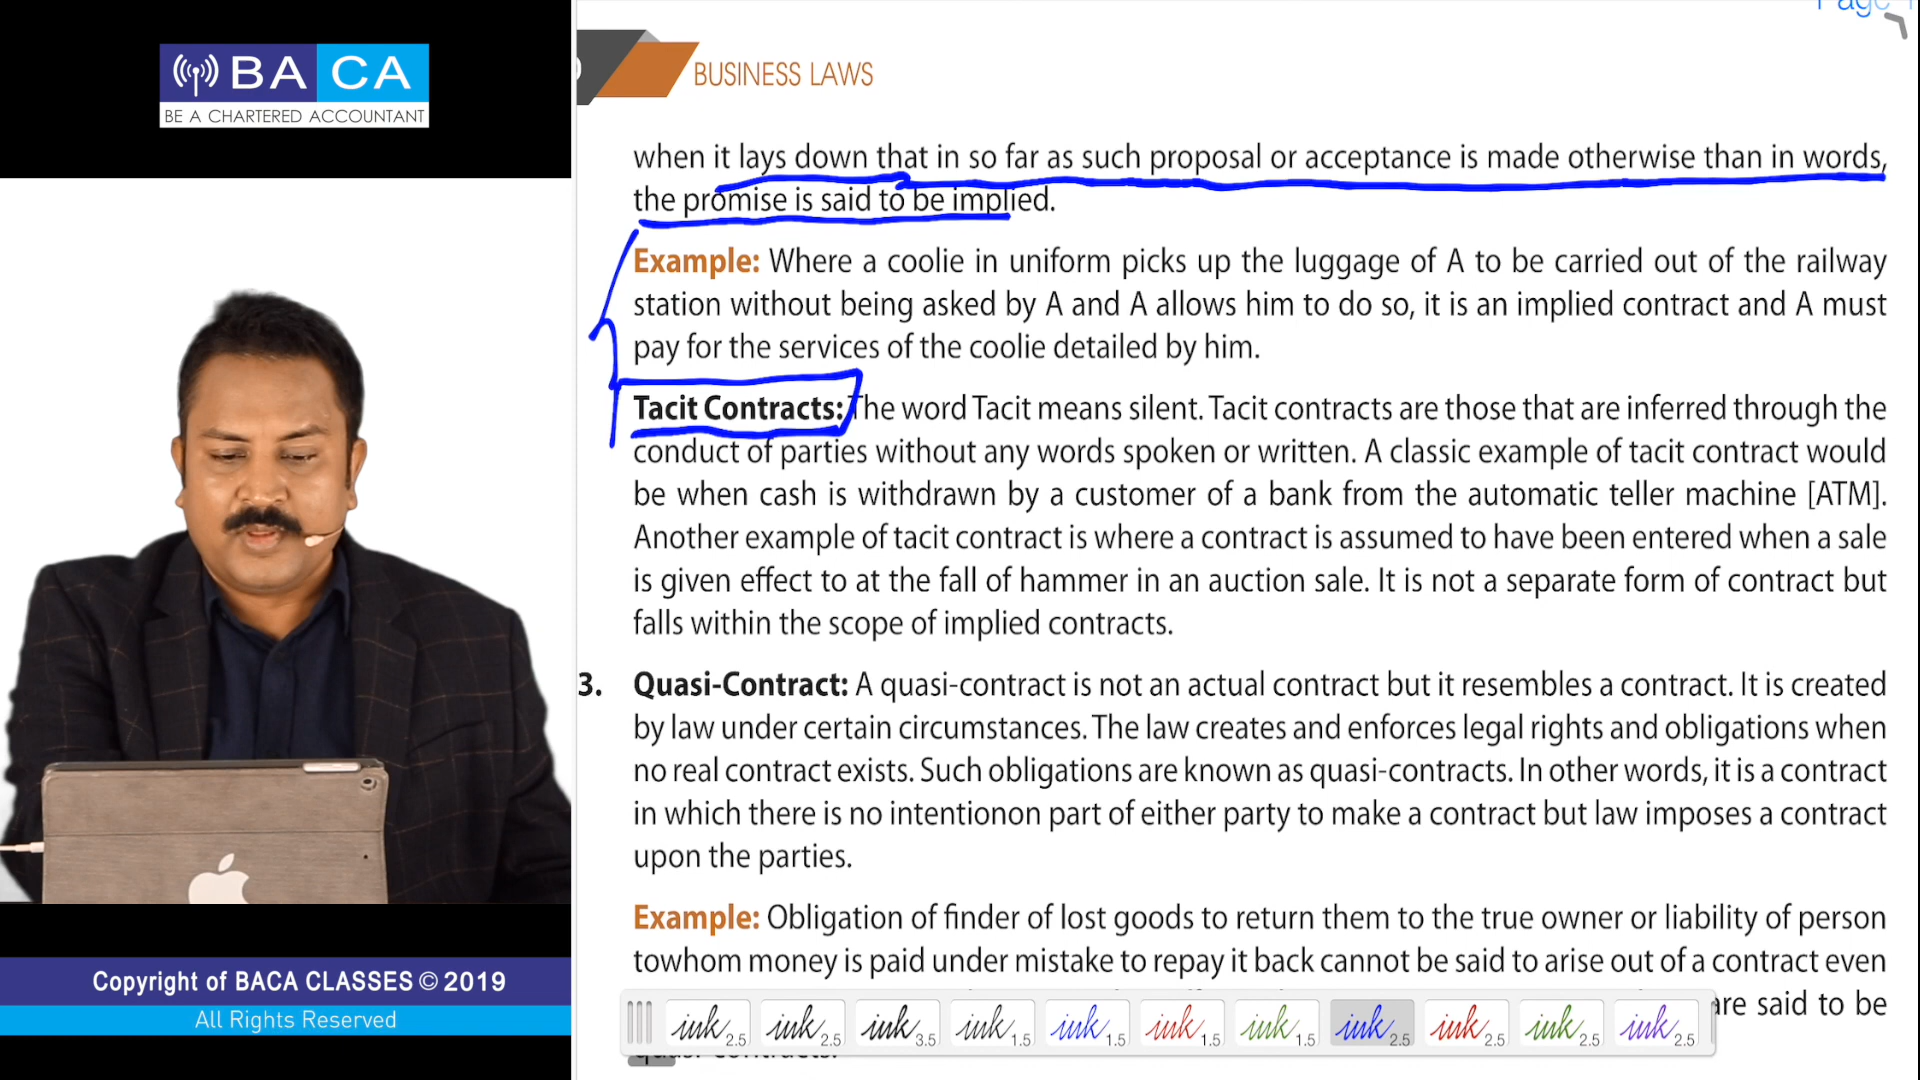 BA CA
BE A CHARTERED ACCOUNTANT
Page
BUSINESS LAWS
when it lays down that in so far as such proposal or acceptance is made otherwise than in words,
the promise is said to be implied.
Example: Where a coolie in uniform picks up the luggage of A to be carried out of the railway
station without being asked by A and A allows him to do so, it is an implied contract and A must
pay for the services of the coolie detailed by him.
Tacit Contracts: The word Tacit means silent. Tacit contracts are those that are inferred through the
conduct of parties without any words spoken or written. A classic example of tacit contract would
be when cash is withdrawn by a customer of a bank from the automatic teller machine [ATM].
Another example of tacit contract is where a contract is assumed to have been entered when a sale
is given effect to at the fall of hammer in an auction sale. It is not a separate form of contract but
falls within the scope of implied contracts.
3. Quasi-Contract: A quasi-contract is not an actual contract but it resembles a contract. It is created
by law under certain circumstances. The law creates and enforces legal rights and obligations when
no real contract exists. Such obligations are known as quasi-contracts. In other words, it is a contract
in which there is no intentionon part of either party to make a contract but law imposes a contract
upon the parties.
Example: Obligation of finder of lost goods to return them to the true owner or liability of person
towhom money is paid under mistake to repay it back cannot be said to arise out of a contract even
are said to be
ink 2.5 ink 2.5 ink 3.5 ink 1.5 ink 1.5 ink 1.5 ink 1.5 ink 2.5 ink 2.5 ink 2.5 ink 2.5
Copyright of BACA CLASSES © 2019
All Rights Reserved